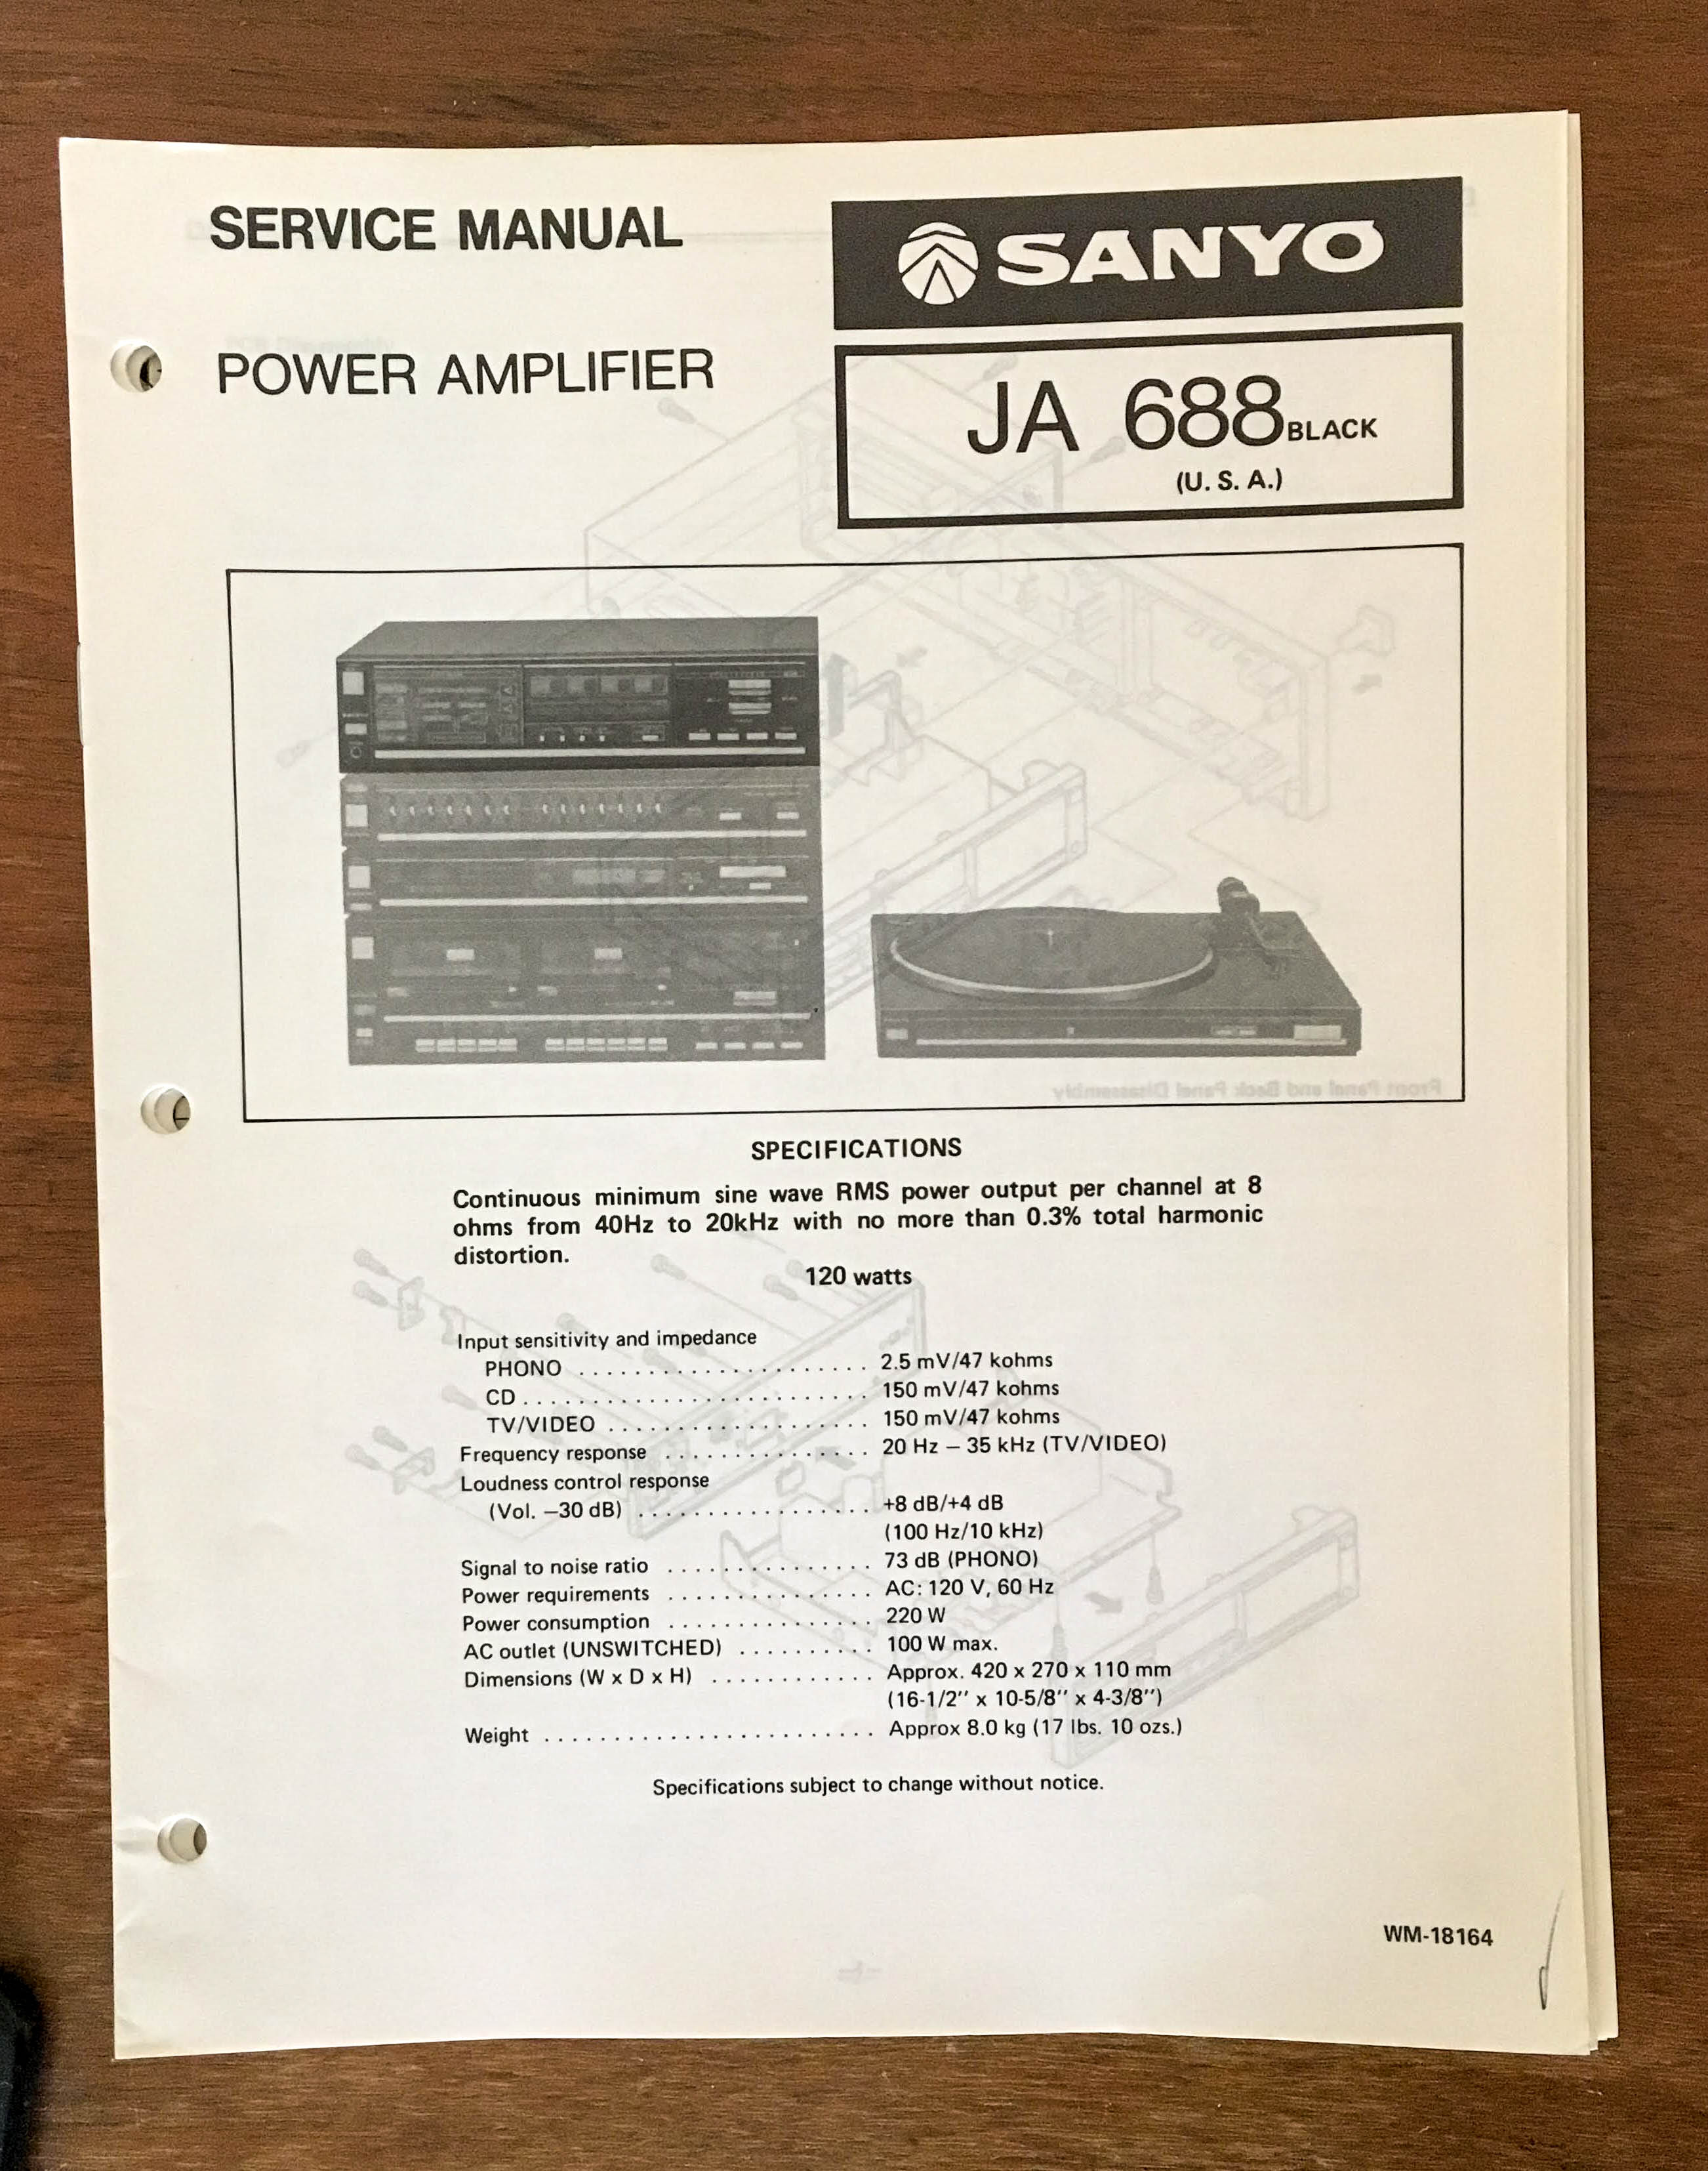 SERVICE MANUAL
SANYO
POWER AMPLIFIER
JA 688 BLACK
(U. S. A.)
SPECIFICATIONS
Continuous minimum sine wave RMS power output per channel at 8
ohms from 40Hz to 20kHz with no more than 0.3% total harmonic
distortion.
120 watts
Input sensitivity and impedance
PHONO . . . . . . . . . . . . . . . . . . . . . 2.5 mV/47 kohms
CD . . . . . . . . . . . . . . . . . . . . . . . . . 150 mV/47 kohms
TV/VIDEO . . . . . . . . . . . . . . . . . . . 150 mV/47 kohms
Frequency response . . . . . . . . . . . . . . . 20 Hz – 35 kHz (TV/VIDEO)
Loudness control response
(Vol. –30 dB) . . . . . . . . . . . . . . . . . +8 dB/+4 dB
(100 Hz/10 kHz)
Signal to noise ratio . . . . . . . . . . . . . . . 73 dB (PHONO)
Power requirements . . . . . . . . . . . . . . . AC: 120 V, 60 Hz
Power consumption . . . . . . . . . . . . . . . 220 W
AC outlet (UNSWITCHED) . . . . . . . . . . 100 W max.
Dimensions (W x D x H) . . . . . . . . . . . . Approx. 420 x 270 x 110 mm
(16-1/2″ x 10-5/8″ x 4-3/8″)
Weight . . . . . . . . . . . . . . . . . . . . . . . . Approx 8.0 kg (17 lbs. 10 ozs.)
Specifications subject to change without notice.
WM-18164